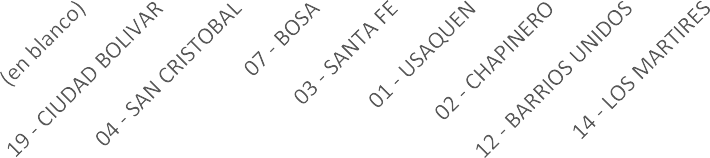 (en blanco)
19 - CIUDAD BOLIVAR
04 - SAN CRISTOBAL
07 - BOSA
03 - SANTA FE
01 - USAQUEN
02 - CHAPINERO
12 - BARRIOS UNIDOS
14 - LOS MARTIRES